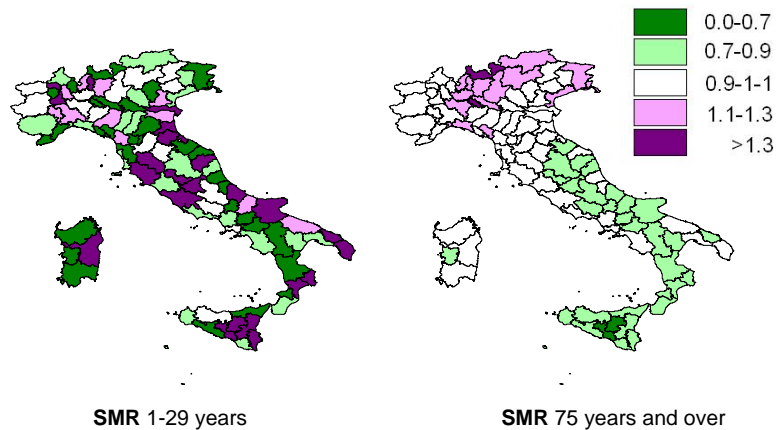 0.0-0.7
0.7-0.9
0.9-1-1
1.1-1.3
>1.3
SMR 1-29 years
SMR 75 years and over